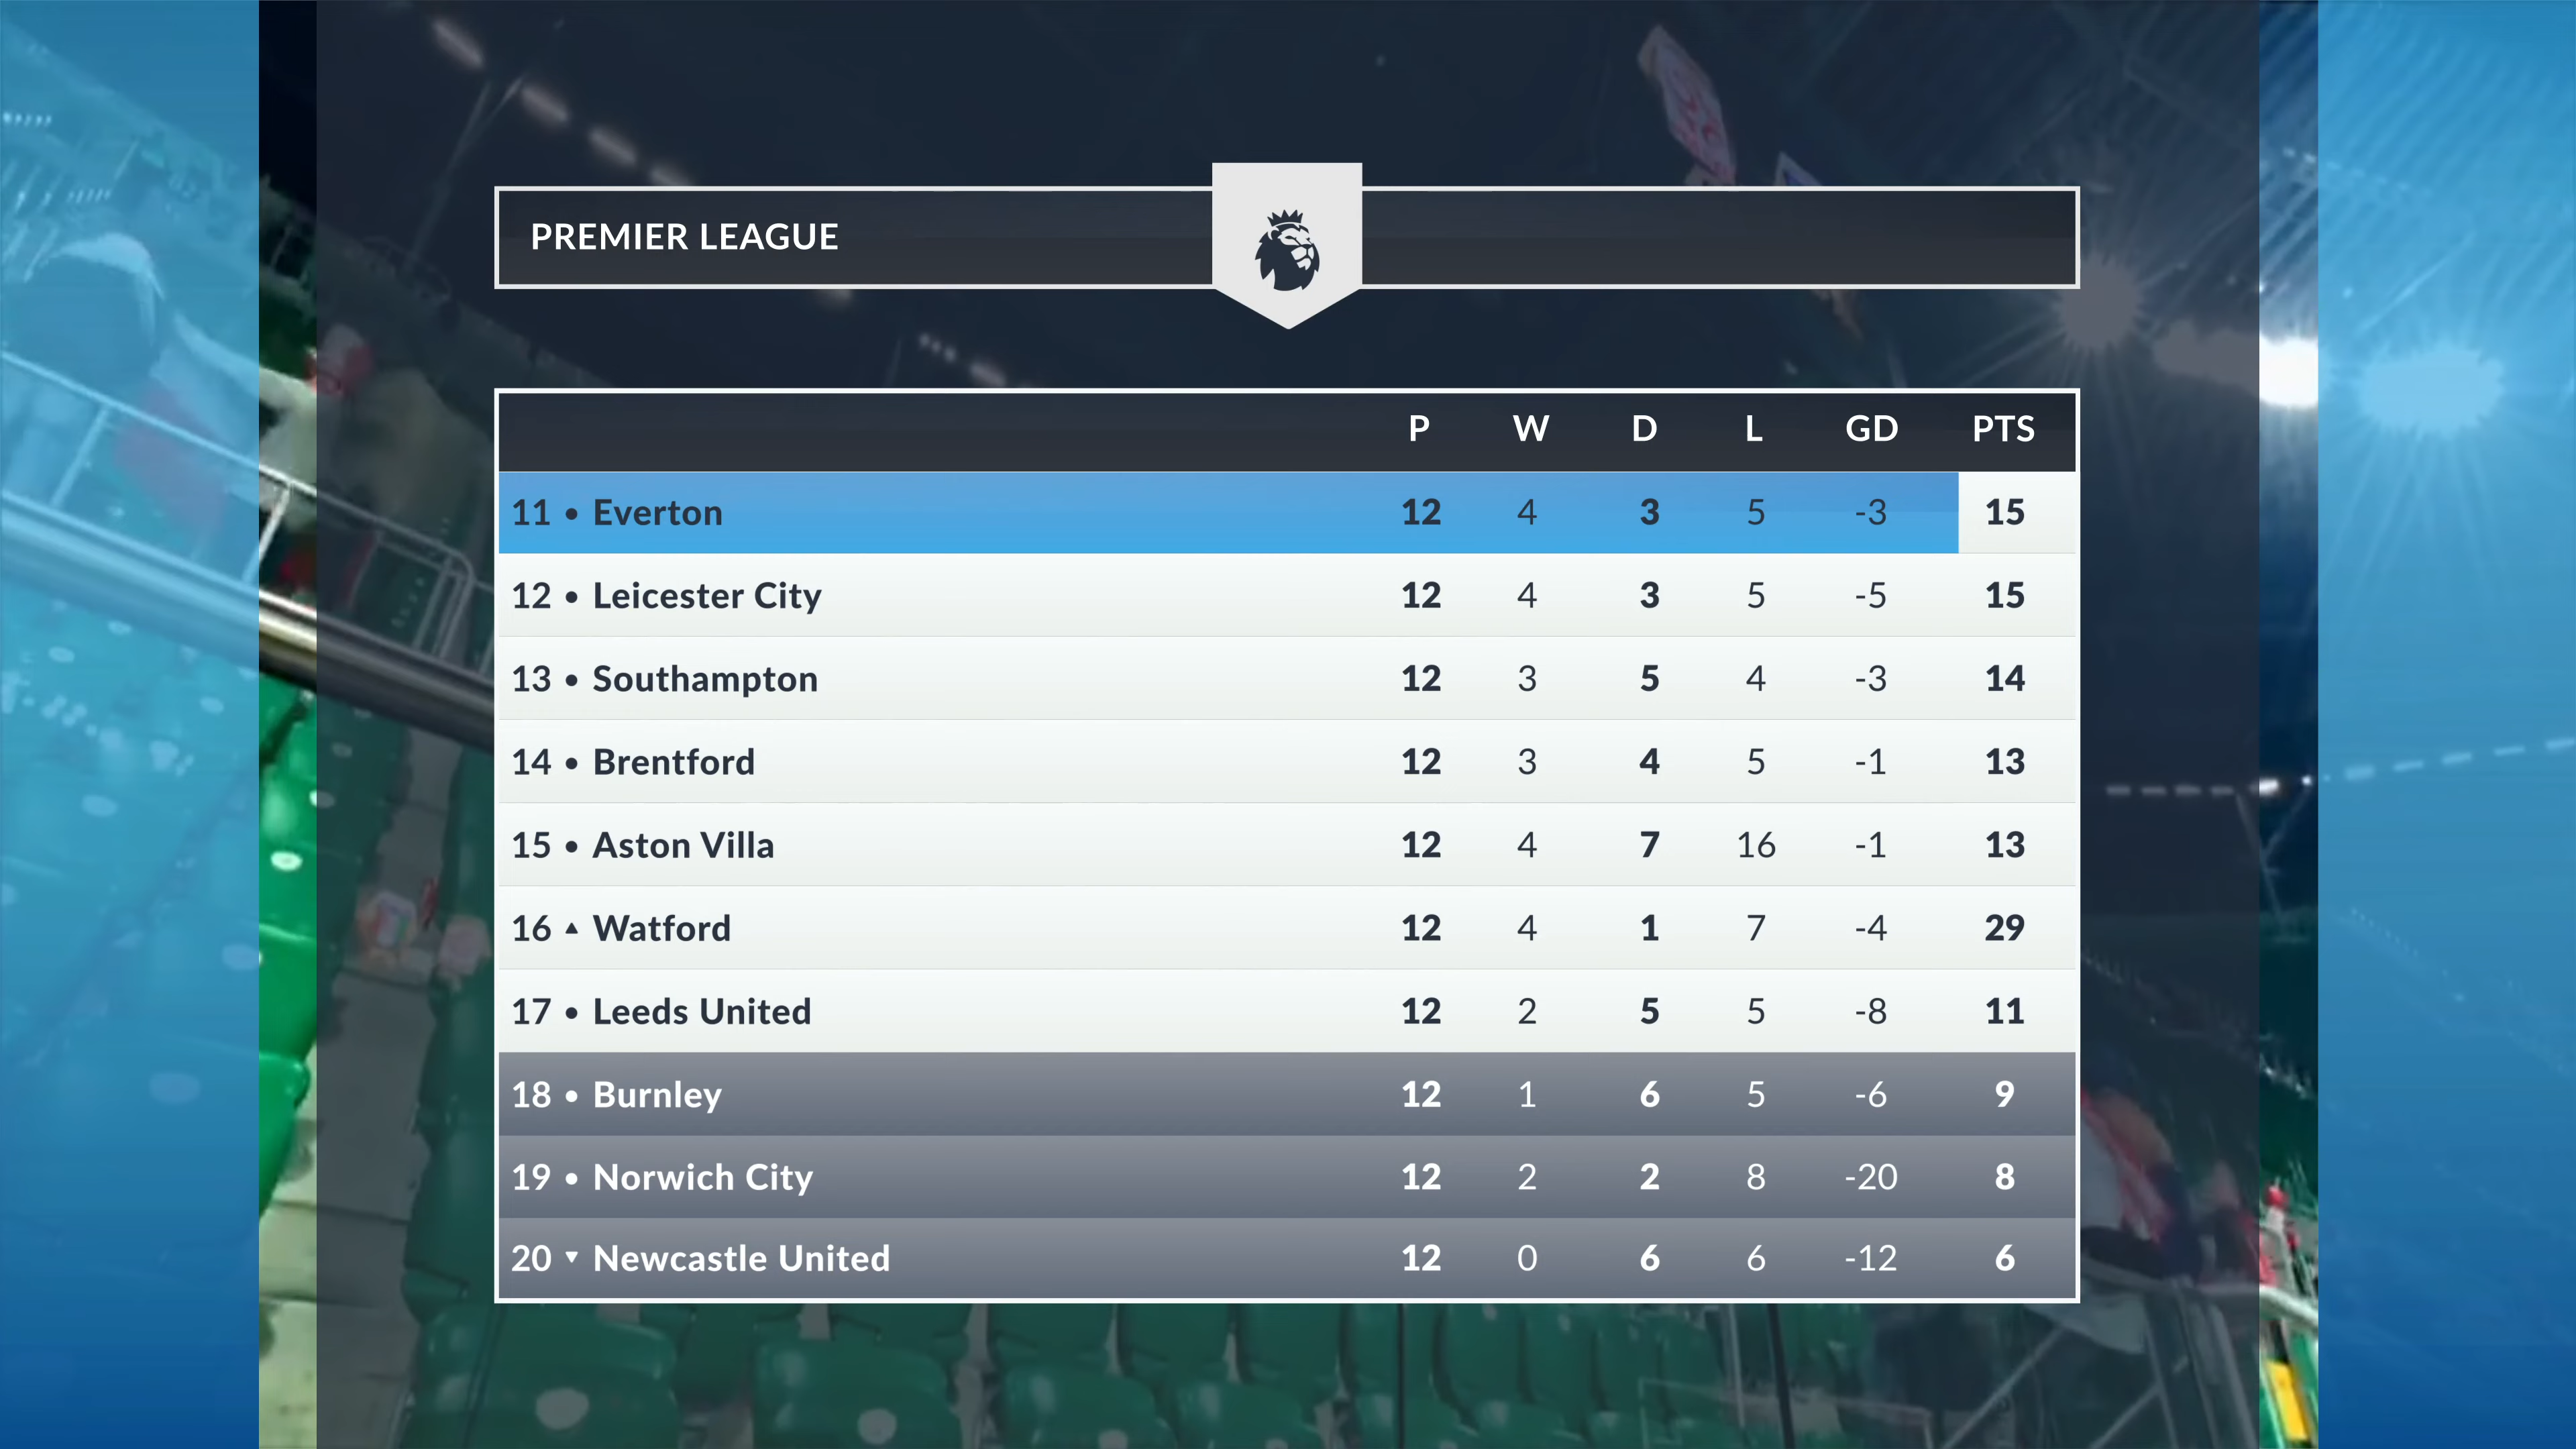 PREMIER LEAGUE
P W D L GD PTS
11 • Everton 12 4 3 5 -3 15
12 • Leicester City 12 4 3 5 -5 15
13 • Southampton 12 3 5 4 -3 14
14 • Brentford 12 3 4 5 -1 13
15 • Aston Villa 12 4 7 16 -1 13
16 ▲ Watford 12 4 1 7 -4 29
17 • Leeds United 12 2 5 5 -8 11
18 • Burnley 12 1 6 5 -6 9
19 • Norwich City 12 2 2 8 -20 8
20 ▼ Newcastle United 12 0 6 6 -12 6